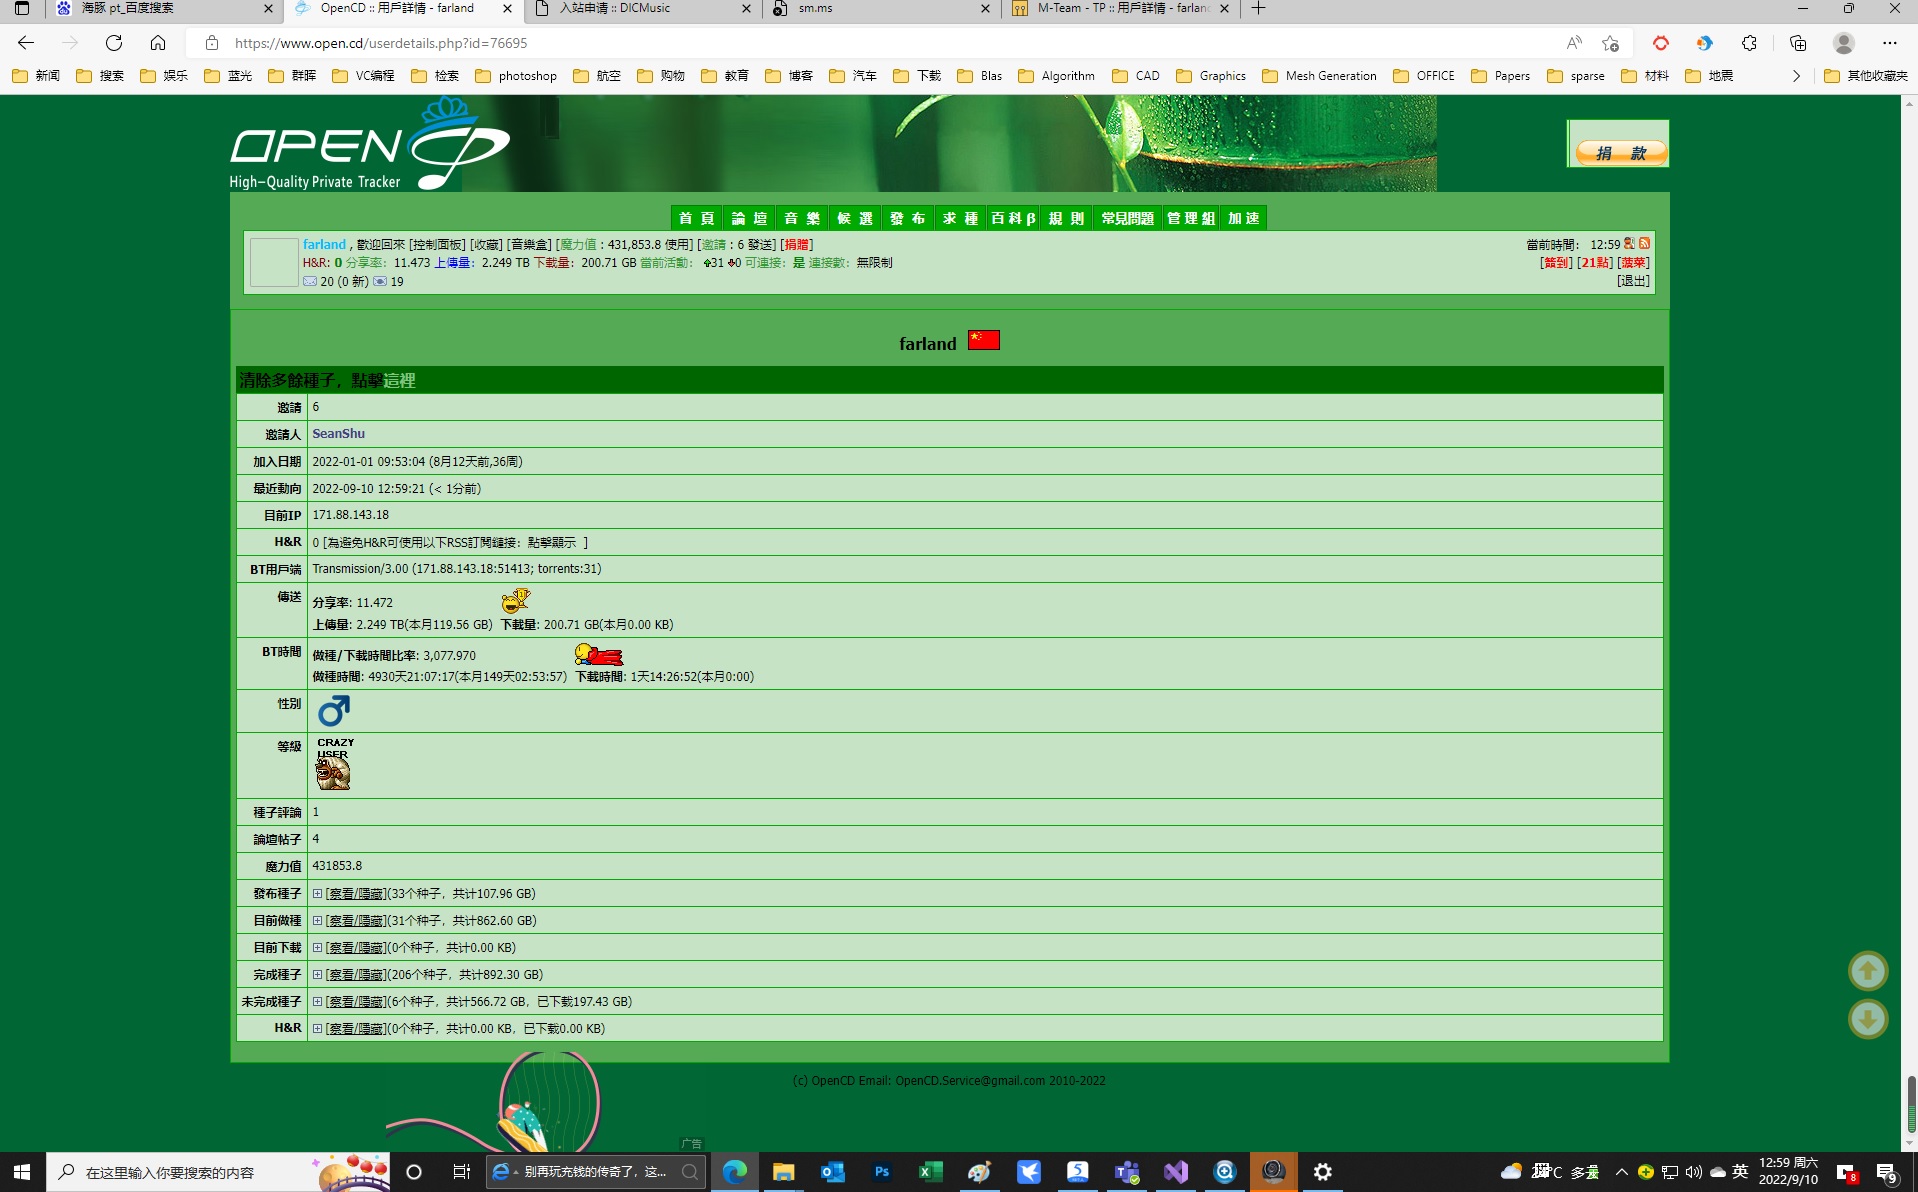 海豚 pt_百度搜索
OpenCD :: 用戶詳情 - farland
入站申请 :: DICMusic
sm.ms
M-Team - TP :: 用戶詳情 - farlan
https://www.open.cd/userdetails.php?id=76695
新闻 搜索 娱乐 蓝光 群晖 VC编程 检索 photoshop 航空 购物 教育 博客 汽车 下载 Blas Algorithm CAD Graphics Mesh Generation OFFICE Papers sparse 材料 地震 其他收藏夹
OPEN CD
High-Quality Private Tracker
捐 款
首 頁 論 壇 音 樂 候 選 發 布 求 種 百科β 規 則 常見問題 管理組 加速
farland , 歡迎回來 [控制面板] [收藏] [音樂盒] [魔力值 : 431,853.8 使用] [邀請 : 6 發送] [捐贈]
當前時間： 12:59
H&R: 0 分享率： 11.473 上傳量： 2.249 TB 下載量： 200.71 GB 當前活動： 31 0 可連接： 是 連接數： 無限制
[簽到] [21點] [菠菜]
20 (0 新) 19
[退出]
farland
清除多餘種子，點擊這裡
邀請 6
邀請人 SeanShu
加入日期 2022-01-01 09:53:04 (8月12天前,36周)
最近動向 2022-09-10 12:59:21 (< 1分前)
目前IP 171.88.143.18
H&R 0 [為避免H&R可使用以下RSS訂閱鏈接：點擊顯示 ]
BT用戶端 Transmission/3.00 (171.88.143.18:51413; torrents:31)
傳送 分享率: 11.472
上傳量: 2.249 TB(本月119.56 GB) 下載量: 200.71 GB(本月0.00 KB)
BT時間 做種/下載時間比率: 3,077.970
做種時間: 4930天21:07:17(本月149天02:53:57) 下載時間: 1天14:26:52(本月0:00)
性別
等級 CRAZY
USER
種子評論 1
論壇帖子 4
魔力值 431853.8
發布種子 [察看/隱藏](33个种子，共计107.96 GB)
目前做種 [察看/隱藏](31个种子，共计862.60 GB)
目前下載 [察看/隱藏](0个种子，共计0.00 KB)
完成種子 [察看/隱藏](206个种子，共计892.30 GB)
未完成種子 [察看/隱藏](6个种子，共计566.72 GB，已下载197.43 GB)
H&R [察看/隱藏](0个种子，共计0.00 KB，已下载0.00 KB)
(c) OpenCD Email: OpenCD.Service@gmail.com 2010-2022
广告
在这里输入你要搜索的内容
别再玩充钱的传奇了，这...
多云
英
12:59 周六
2022/9/10
8
9